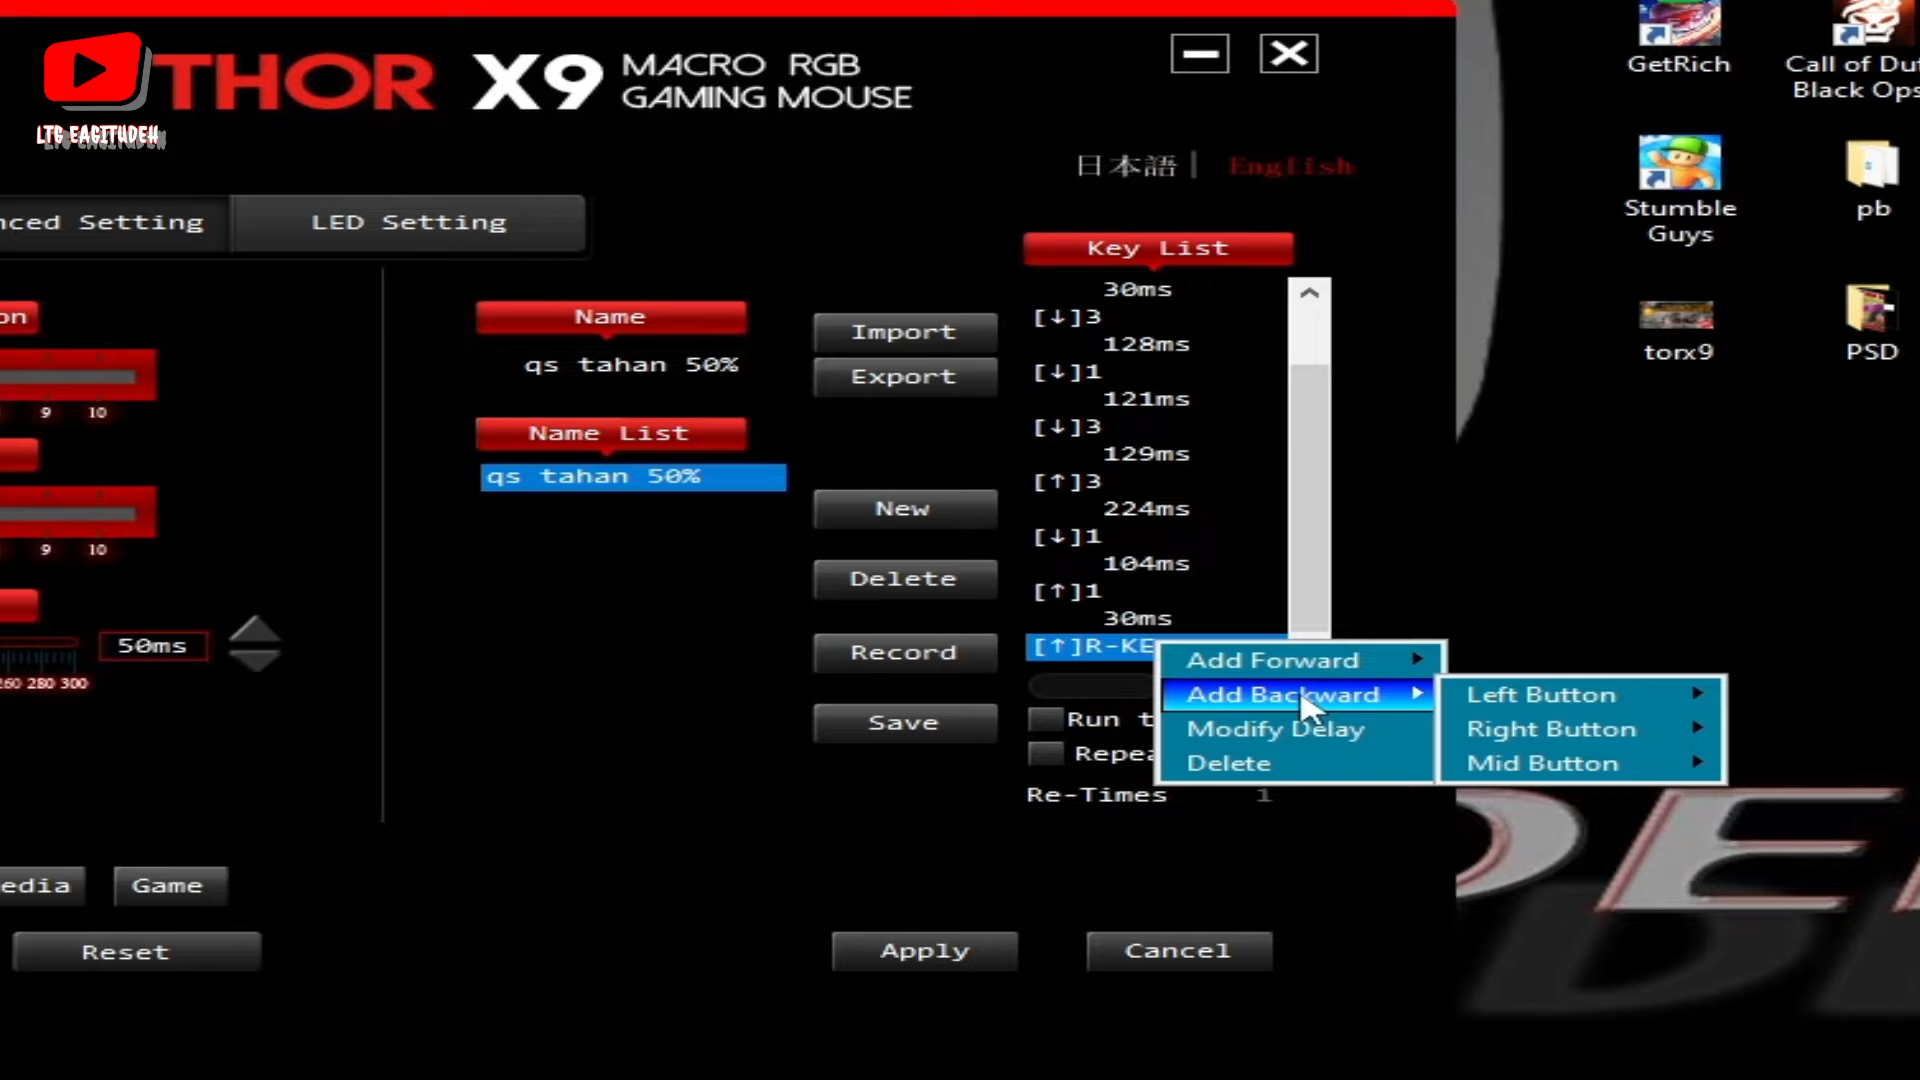 THOR X9 MACRO RGB
GAMING MOUSE
LTG EAGITUDEH
日本語 | English
nced Setting
LED Setting
GetRich
Call of Dut
Black Ops
Stumble
Guys
pb
torx9
PSD
on
9 10
9 10
50ms
260 280 300
Name
qs tahan 50%
Name List
qs tahan 50%
Import
Export
New
Delete
Record
Save
Key List
30ms
[↓]3
128ms
[↓]1
121ms
[↓]3
129ms
[↑]3
224ms
[↓]1
104ms
[↑]1
30ms
[↑]R-KE
Add Forward
Add Backward
Modify Delay
Delete
Left Button
Right Button
Mid Button
Run t
Repea
Re-Times 1
edia
Game
Reset
Apply
Cancel